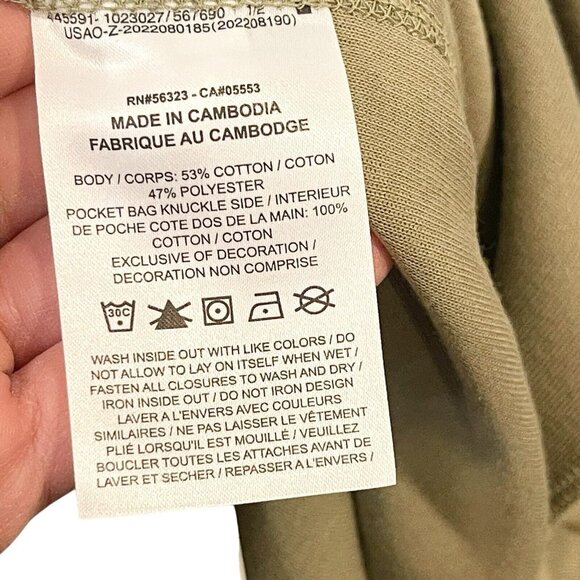 445591- 1023027/567690 1/2
USAO-Z-2022080185(202208190)
RN#56323 - CA#05553
MADE IN CAMBODIA
FABRIQUE AU CAMBODGE
BODY / CORPS: 53% COTTON / COTON
47% POLYESTER
POCKET BAG KNUCKLE SIDE / INTERIEUR
DE POCHE COTE DOS DE LA MAIN: 100%
COTTON / COTON
EXCLUSIVE OF DECORATION /
DECORATION NON COMPRISE
30C
WASH INSIDE OUT WITH LIKE COLORS / DO
NOT ALLOW TO LAY ON ITSELF WHEN WET /
FASTEN ALL CLOSURES TO WASH AND DRY /
IRON INSIDE OUT / DO NOT IRON DESIGN
LAVER A L'ENVERS AVEC COULEURS
SIMILAIRES / NE PAS LAISSER LE VÊTEMENT
PLIÉ LORSQU'IL EST MOUILLÉ / VEUILLEZ
BOUCLER TOUTES LES ATTACHES AVANT DE
LAVER ET SECHER / REPASSER A L'ENVERS /